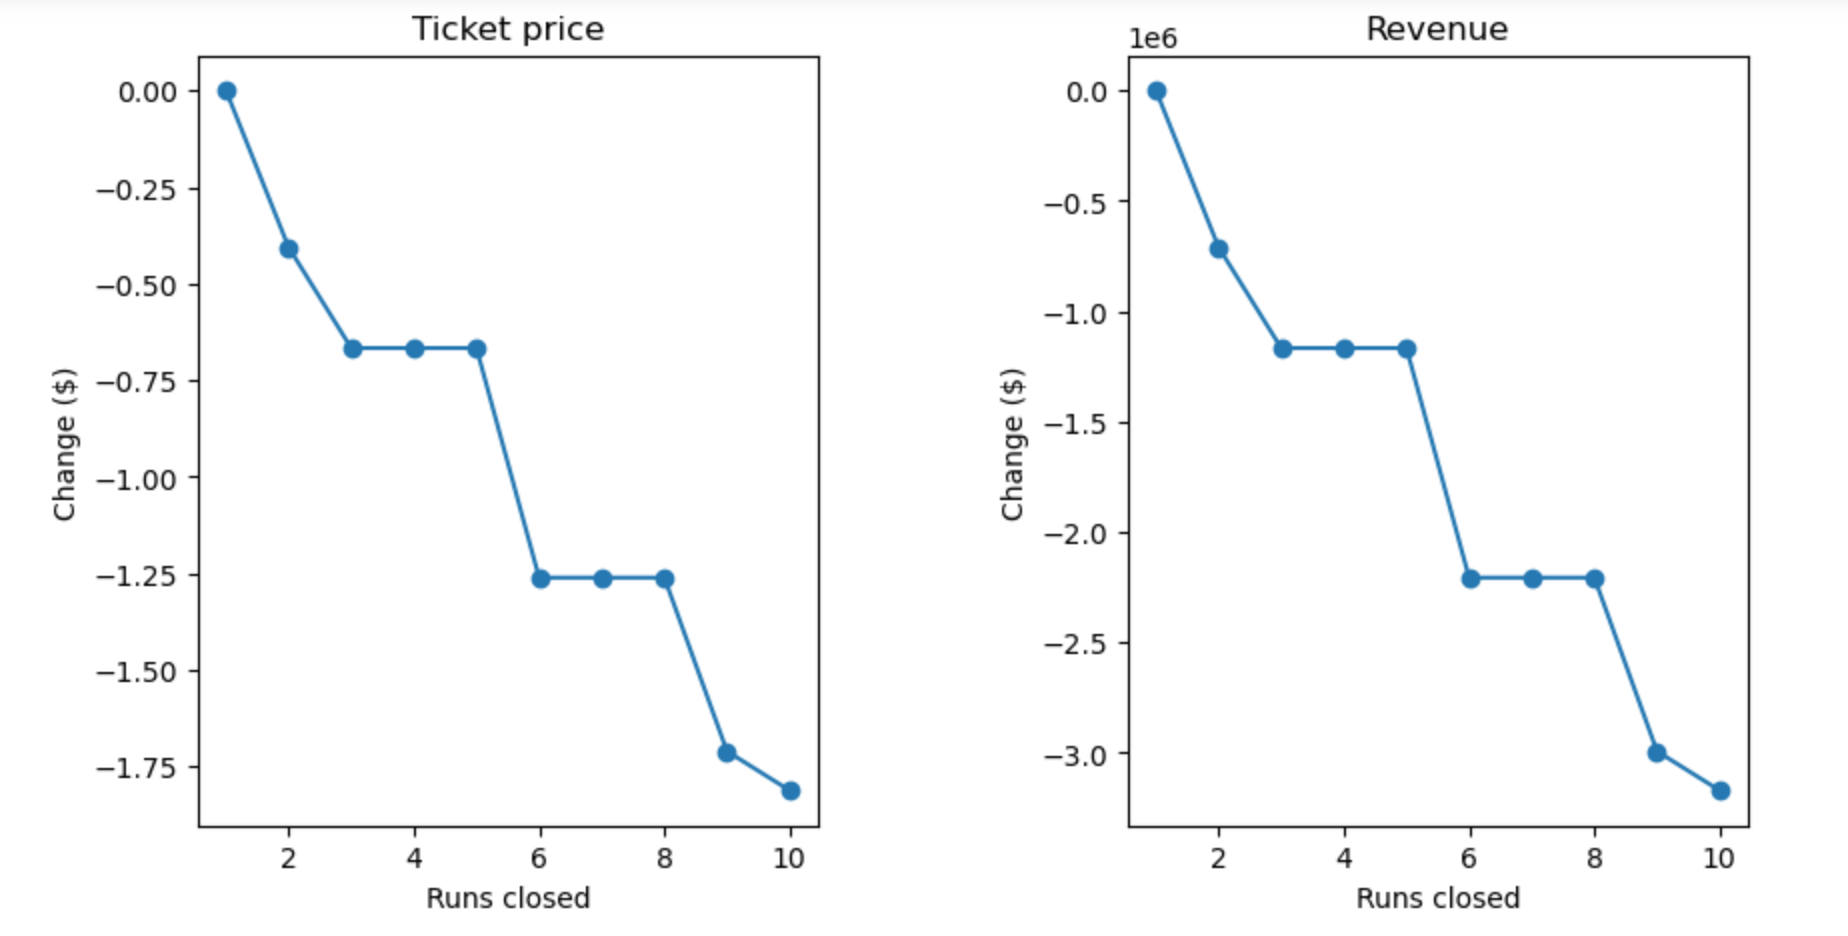 Ticket price
0.00
−0.25
−0.50
−0.75
−1.00
−1.25
−1.50
−1.75
Change ($)
2 4 6 8 10
Runs closed
Revenue
1e6
0.0
−0.5
−1.0
−1.5
−2.0
−2.5
−3.0
Change ($)
2 4 6 8 10
Runs closed